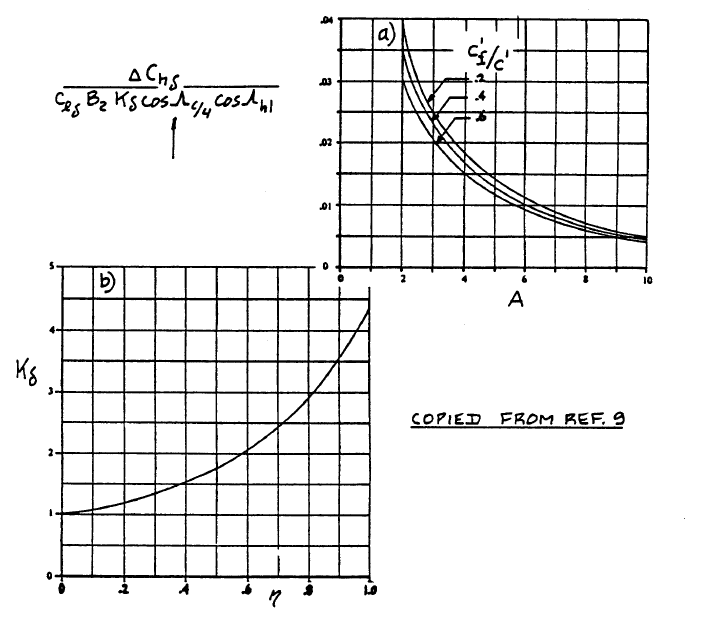 a)
ΔC_hδ
C_ℓδ B_2 K_δ cos Λ_c/4 cos Λ_hl
c'_f/c'
.2
.4
.6
.04
.03
.02
.01
0
0 2 4 6 8 10
A
b)
K_δ
5
4
3
2
1
0
0 .2 .4 .6 .8 1.0
η
COPIED FROM REF. 9